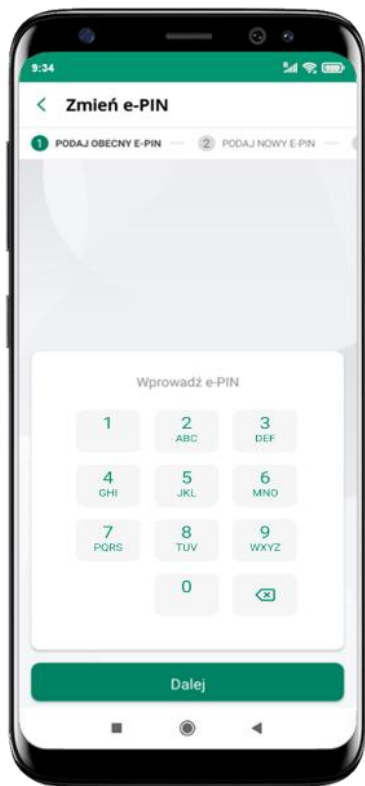 9:34
Zmień e-PIN
1 PODAJ OBECNY E-PIN — 2 PODAJ NOWY E-PIN —
Wprowadź e-PIN
1 2 3
ABC DEF
4 5 6
GHI JKL MNO
7 8 9
PQRS TUV WXYZ
0
Dalej